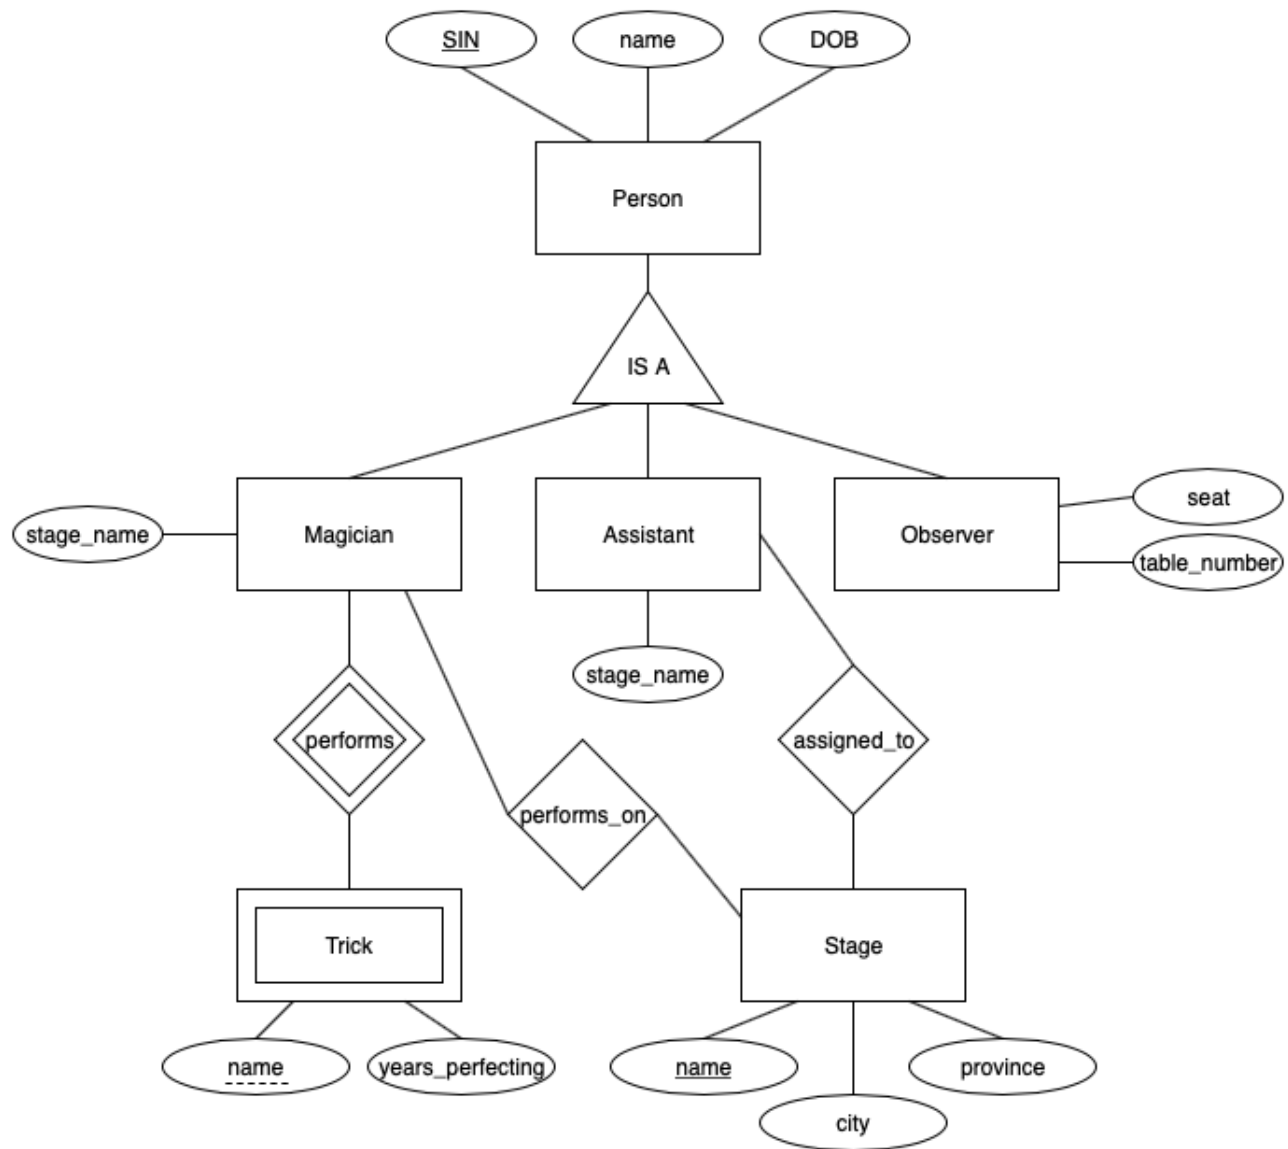 SIN
name
DOB
Person
IS A
stage_name
Magician
Assistant
Observer
seat
table_number
stage_name
performs
performs_on
assigned_to
Trick
Stage
name
years_perfecting
name
city
province